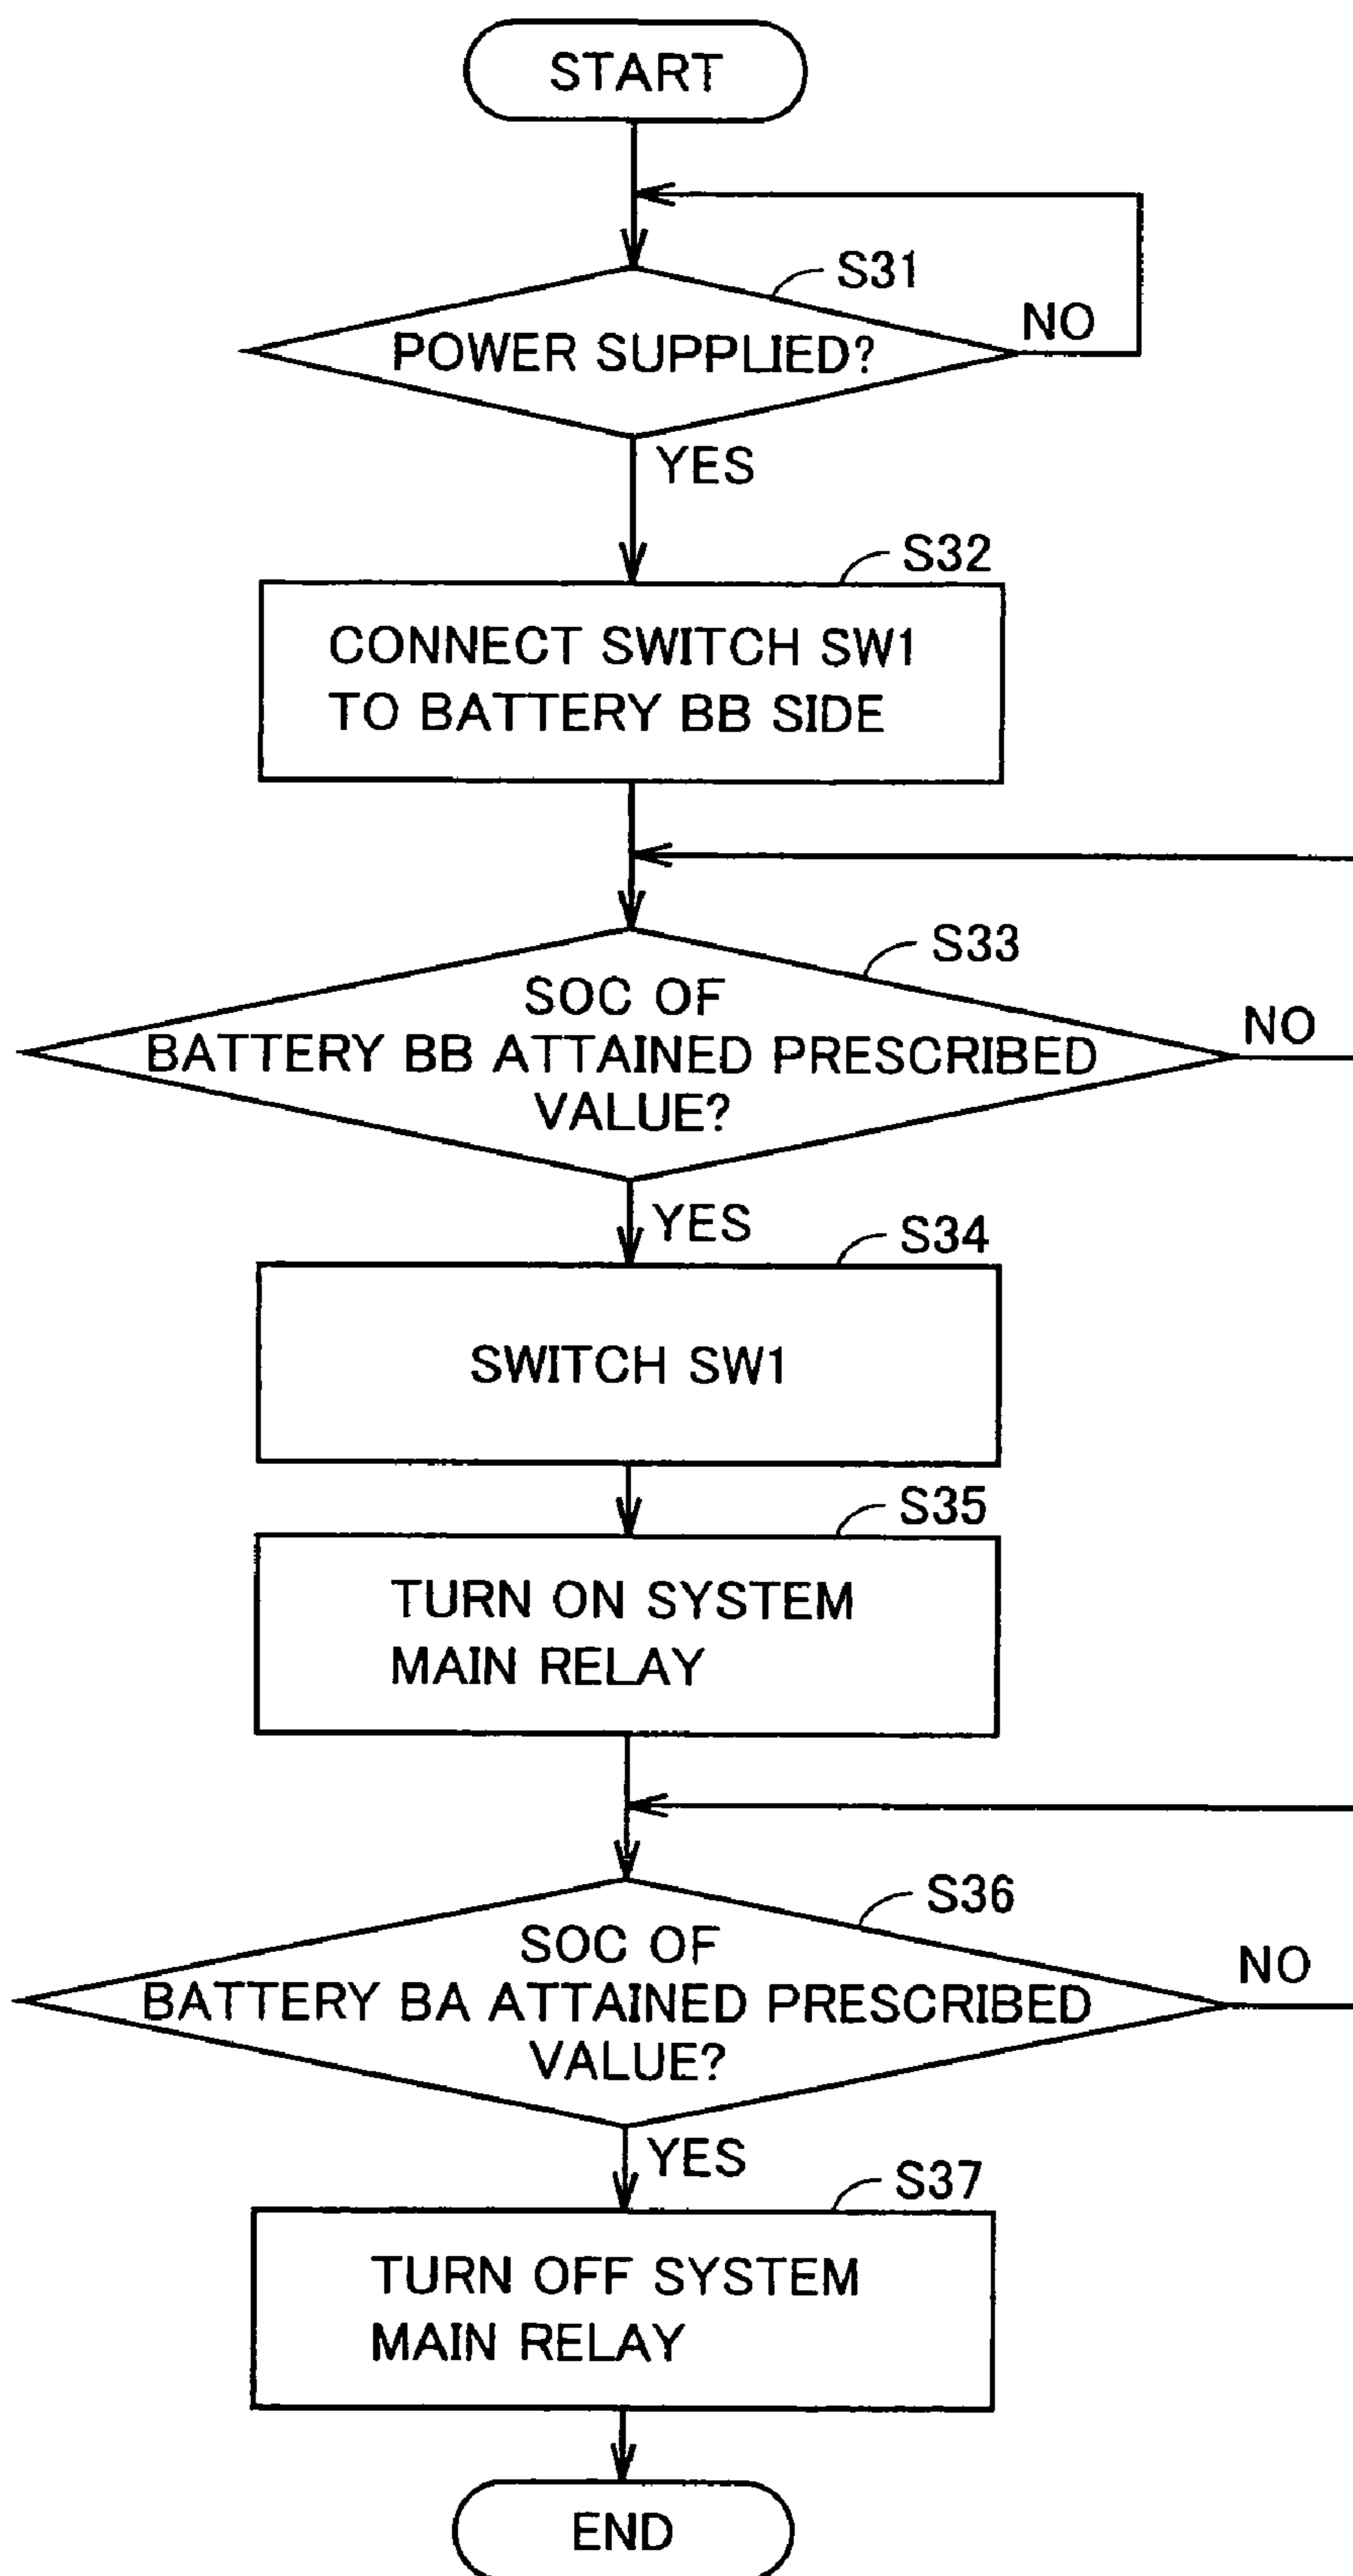 START
S31
POWER SUPPLIED?
NO
YES
S32
CONNECT SWITCH SW1
TO BATTERY BB SIDE
S33
SOC OF
BATTERY BB ATTAINED PRESCRIBED
VALUE?
NO
YES
S34
SWITCH SW1
S35
TURN ON SYSTEM
MAIN RELAY
S36
SOC OF
BATTERY BA ATTAINED PRESCRIBED
VALUE?
NO
YES
S37
TURN OFF SYSTEM
MAIN RELAY
END